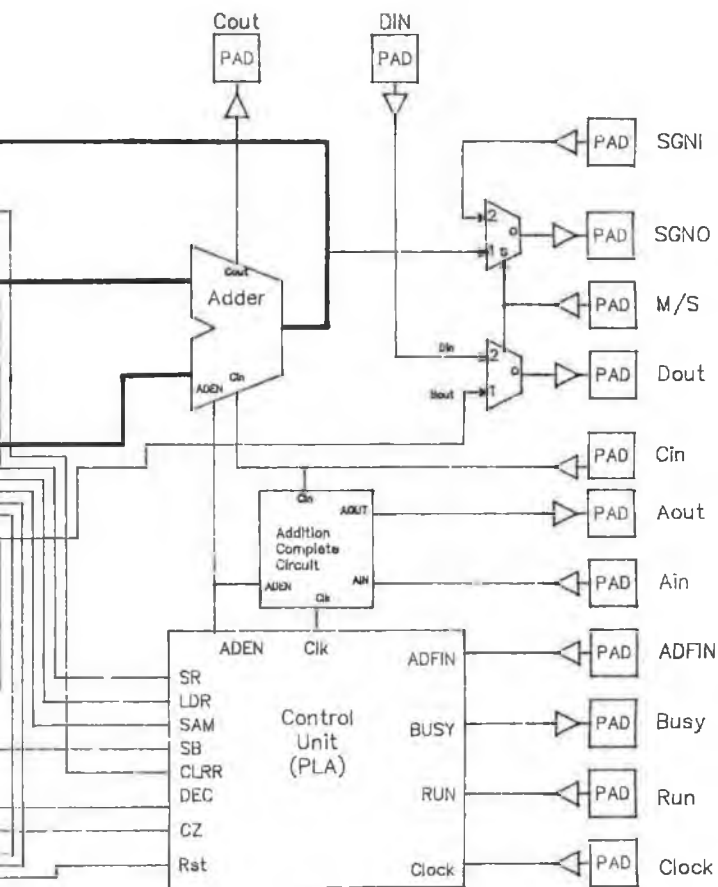 Cout
DIN
PAD
PAD
PAD
SGNI
2
O
PAD
SGNO
1
S
Cout
Adder
PAD
M/S
Din
2
O
PAD
Dout
Cin
ADEN
1
PAD
Cin
Cin
AOUT
PAD
Aout
Addition
Complete
Circuit
ADEN
AIN
PAD
Ain
Clk
ADEN
Clk
ADFIN
PAD
ADFIN
SR
LDR
SAM
Control
Unit
(PLA)
BUSY
PAD
Busy
SB
CLRR
DEC
RUN
PAD
Run
CZ
Rst
Clock
PAD
Clock